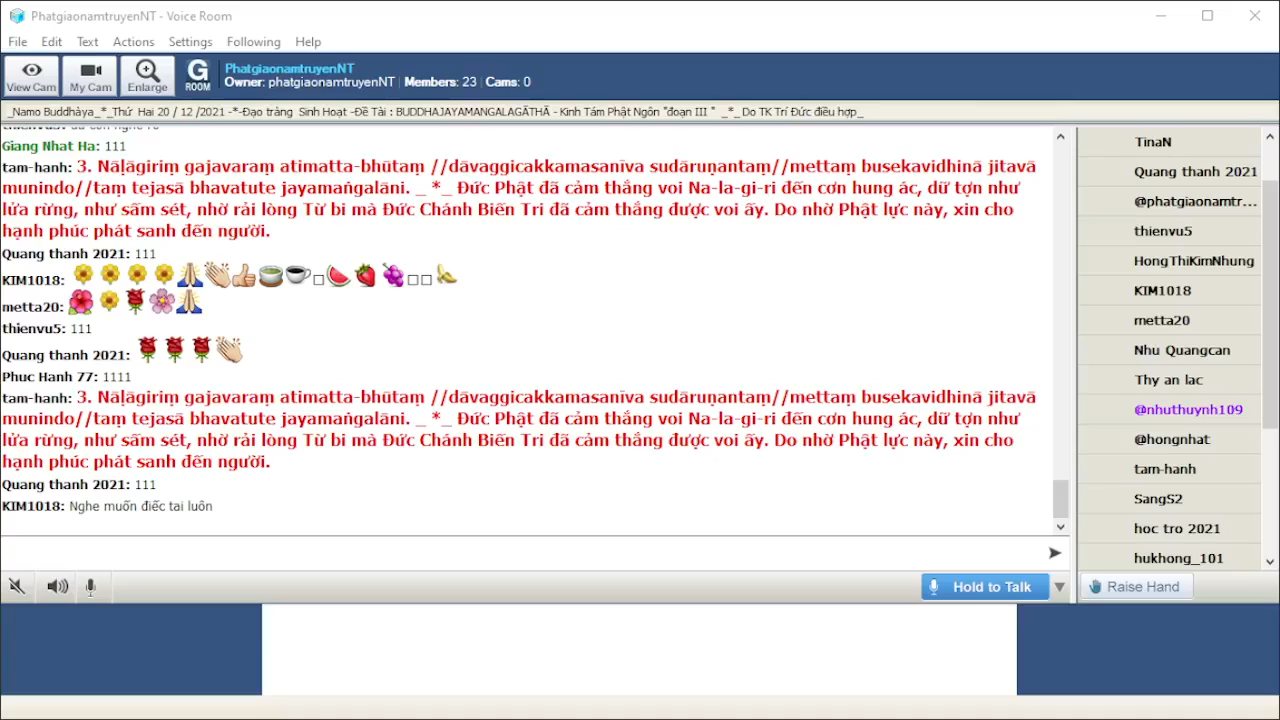 PhatgiaonamtruyenNT - Voice Room
File Edit Text Actions Settings Following Help
View Cam My Cam Enlarge G ROOM
PhatgiaonamtruyenNT
Owner: phatgiaonamtruyenNT | Members: 23 | Cams: 0
_Namo Buddhàya_*_Thứ Hai 20 / 12 /2021 -*-Đạo tràng Sinh Hoạt -Đề Tài : BUDDHAJAYAMANGALAGĀTHĀ - Kinh Tám Phật Ngôn "đoạn III " _*_ Do TK Trí Đức điều hợp_
Giang Nhat Ha: 111
tam-hanh: 3. Nāḷāgiriṃ gajavaraṃ atimatta-bhūtaṃ //dāvaggicakkamasanīva sudāruṇantaṃ//mettaṃ busekavidhinā jitavā
munindo//taṃ tejasā bhavatute jayamaṅgalāni. _ *_ Đức Phật đã cảm thắng voi Na-la-gi-ri đến cơn hung ác, dữ tợn như
lửa rừng, như sấm sét, nhờ rải lòng Từ bi mà Đức Chánh Biến Tri đã cảm thắng được voi ấy. Do nhờ Phật lực này, xin cho
hạnh phúc phát sanh đến người.
Quang thanh 2021: 111
KIM1018:
metta20:
thienvu5: 111
Quang thanh 2021:
Phuc Hanh 77: 1111
tam-hanh: 3. Nāḷāgiriṃ gajavaraṃ atimatta-bhūtaṃ //dāvaggicakkamasanīva sudāruṇantaṃ//mettaṃ busekavidhinā jitavā
munindo//taṃ tejasā bhavatute jayamaṅgalāni. _ *_ Đức Phật đã cảm thắng voi Na-la-gi-ri đến cơn hung ác, dữ tợn như
lửa rừng, như sấm sét, nhờ rải lòng Từ bi mà Đức Chánh Biến Tri đã cảm thắng được voi ấy. Do nhờ Phật lực này, xin cho
hạnh phúc phát sanh đến người.
Quang thanh 2021: 111
KIM1018: Nghe muốn điếc tai luôn
Hold to Talk
TinaN
Quang thanh 2021
@phatgiaonamtr...
thienvu5
HongThiKimNhung
KIM1018
metta20
Nhu Quangcan
Thy an lac
@nhuthuynh109
@hongnhat
tam-hanh
SangS2
hoc tro 2021
hukhong_101
Raise Hand